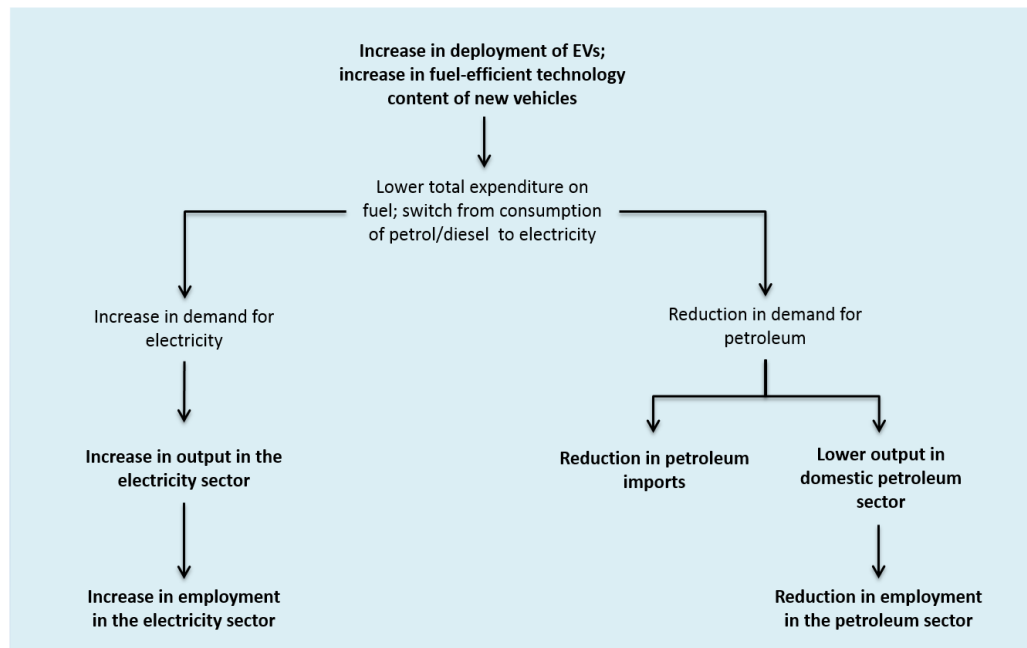 Increase in deployment of EVs;
increase in fuel-efficient technology
content of new vehicles
Lower total expenditure on
fuel; switch from consumption
of petrol/diesel to electricity
Increase in demand for
electricity
Reduction in demand for
petroleum
Increase in output in the
electricity sector
Reduction in petroleum
imports
Lower output in
domestic petroleum
sector
Increase in employment
in the electricity sector
Reduction in employment
in the petroleum sector